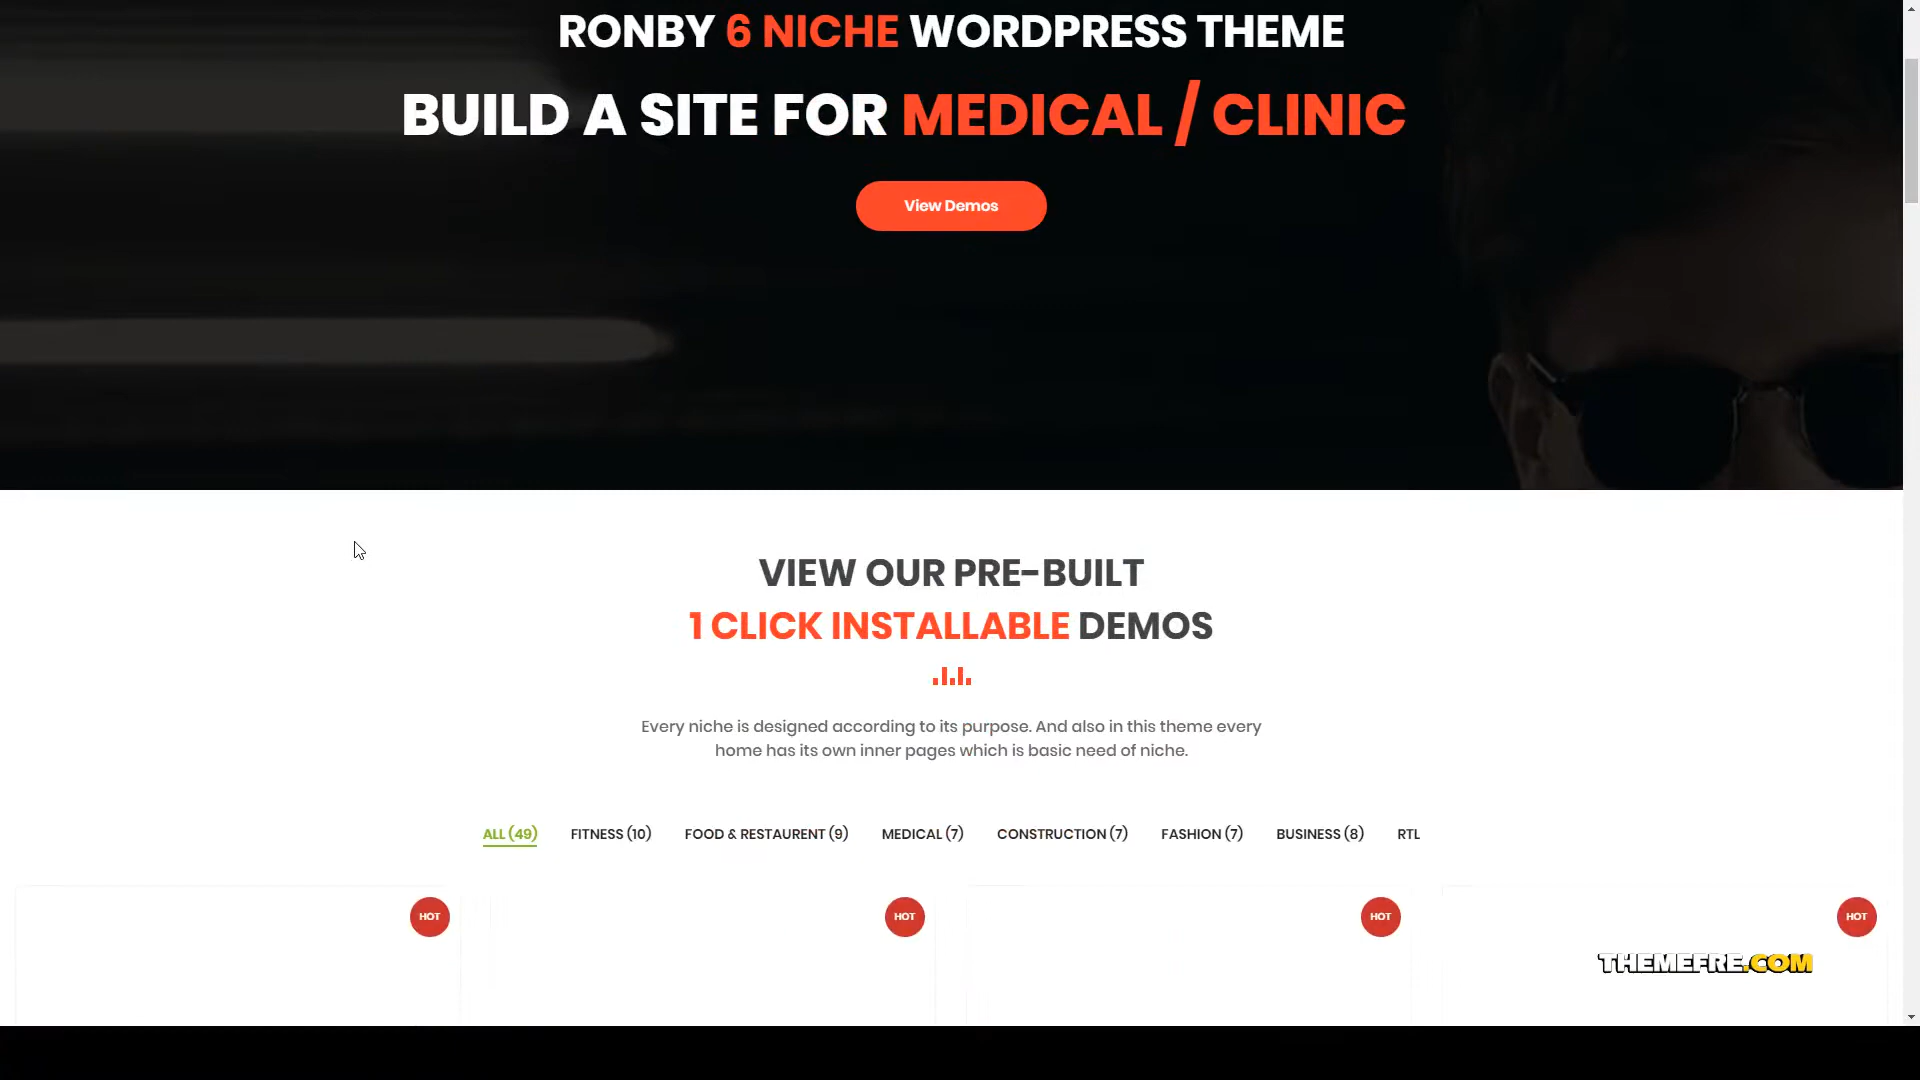 RONBY 6 NICHE WORDPRESS THEME
BUILD A SITE FOR MEDICAL / CLINIC
View Demos
VIEW OUR PRE-BUILT
1 CLICK INSTALLABLE DEMOS
Every niche is designed according to its purpose. And also in this theme every
home has its own inner pages which is basic need of niche.
ALL (49) FITNESS (10) FOOD & RESTAURENT (9) MEDICAL (7) CONSTRUCTION (7) FASHION (7) BUSINESS (8) RTL
HOT HOT HOT HOT
THEMEFRE.COM